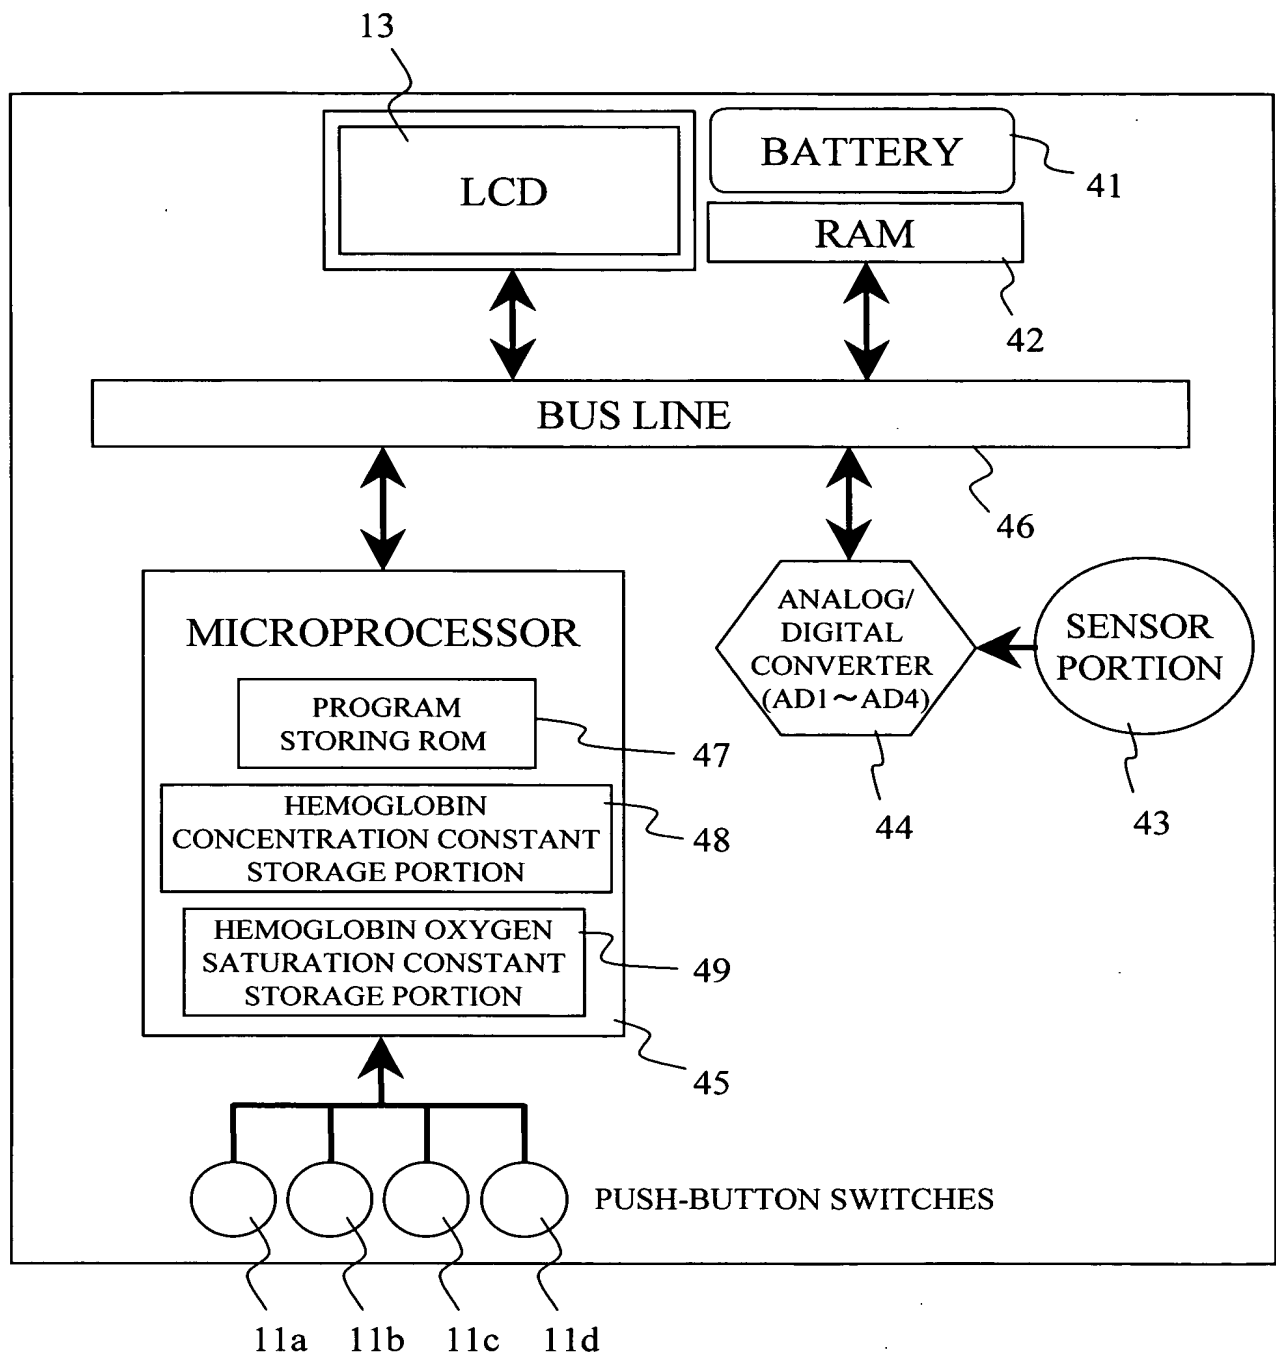 13
BATTERY
LCD
41
RAM
42
BUS LINE
46
ANALOG/
DIGITAL
CONVERTER
(AD1～AD4)
SENSOR
PORTION
MICROPROCESSOR
PROGRAM
STORING ROM
47
44
43
HEMOGLOBIN
CONCENTRATION CONSTANT
STORAGE PORTION
48
HEMOGLOBIN OXYGEN
SATURATION CONSTANT
STORAGE PORTION
49
45
PUSH-BUTTON SWITCHES
11a
11b
11c
11d